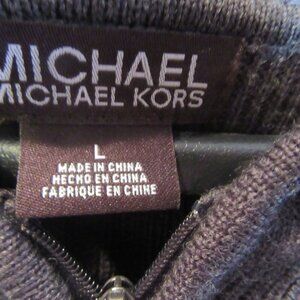 MICHAEL
MICHAEL KORS
L
MADE IN CHINA
HECHO EN CHINA
FABRIQUE EN CHINE